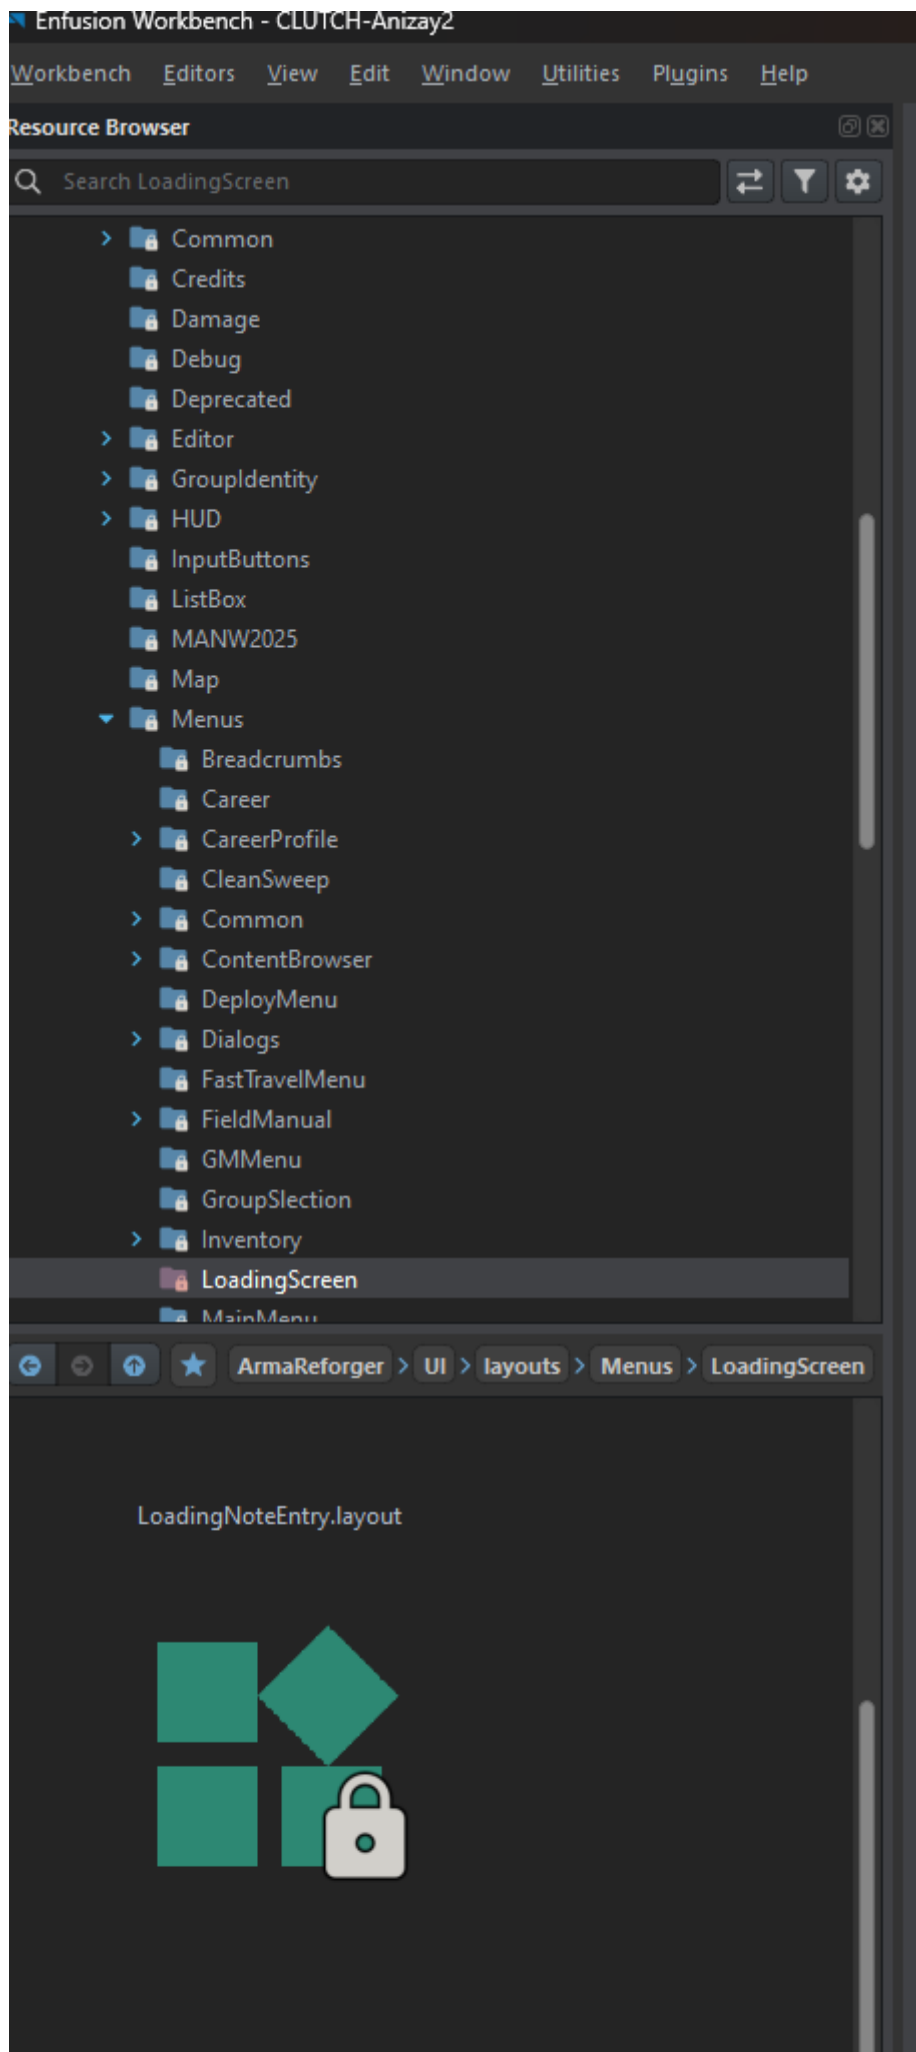 Enfusion Workbench - CLUTCH-Anizay2
Workbench Editors View Edit Window Utilities Plugins Help
Resource Browser
Search LoadingScreen
Common
Credits
Damage
Debug
Deprecated
Editor
GroupIdentity
HUD
InputButtons
ListBox
MANW2025
Map
Menus
Breadcrumbs
Career
CareerProfile
CleanSweep
Common
ContentBrowser
DeployMenu
Dialogs
FastTravelMenu
FieldManual
GMMenu
GroupSlection
Inventory
LoadingScreen
MainMenu
ArmaReforger > UI > layouts > Menus > LoadingScreen
LoadingNoteEntry.layout